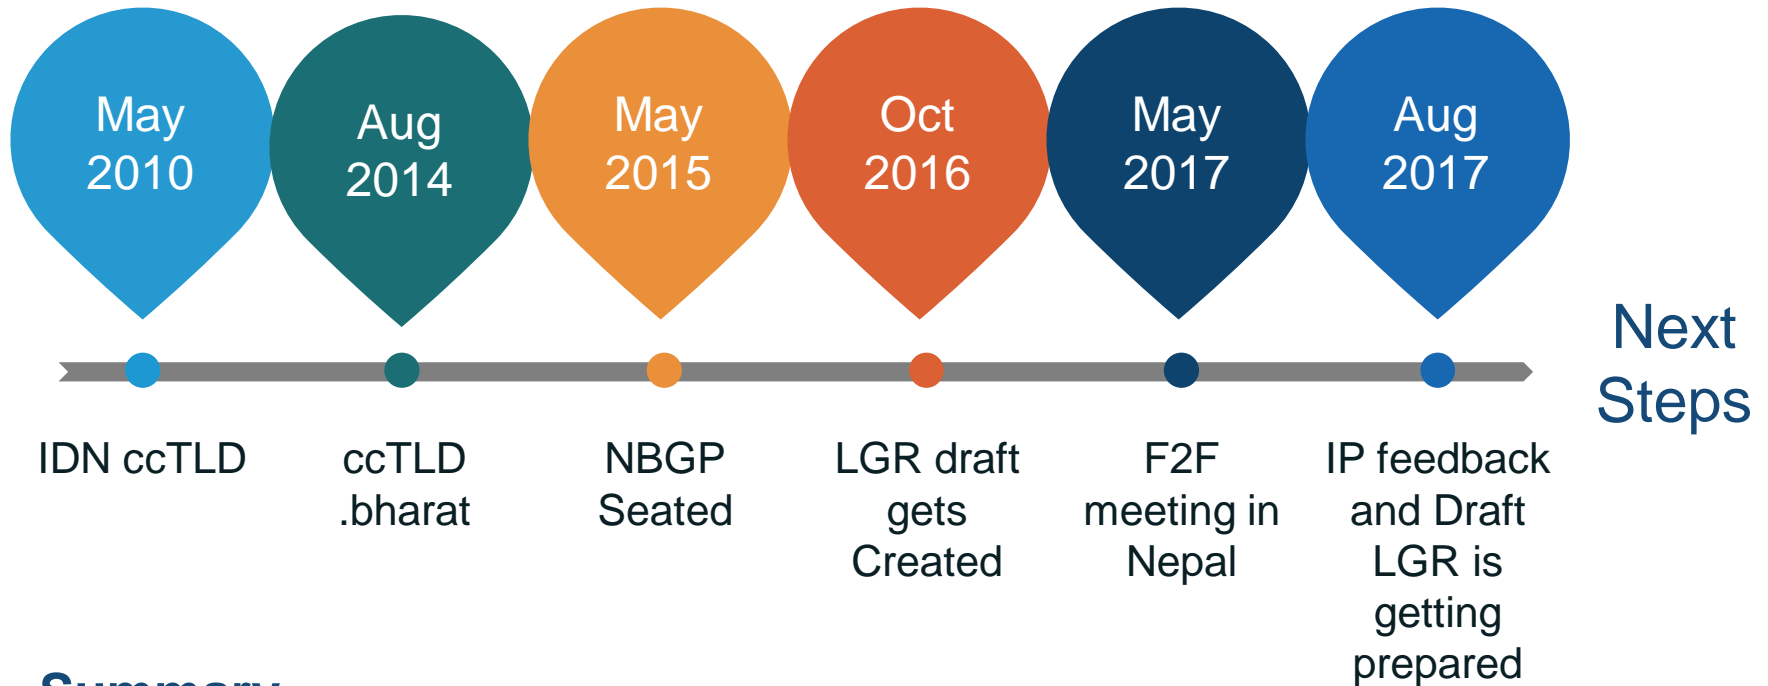 May
2010
Aug
2014
May
2015
Oct
2016
May
2017
Aug
2017
Next
Steps
IDN ccTLD
ccTLD
.bharat
NBGP
Seated
LGR draft
gets
Created
F2F
meeting in
Nepal
IP feedback
and Draft
LGR is
getting
prepared
Summary